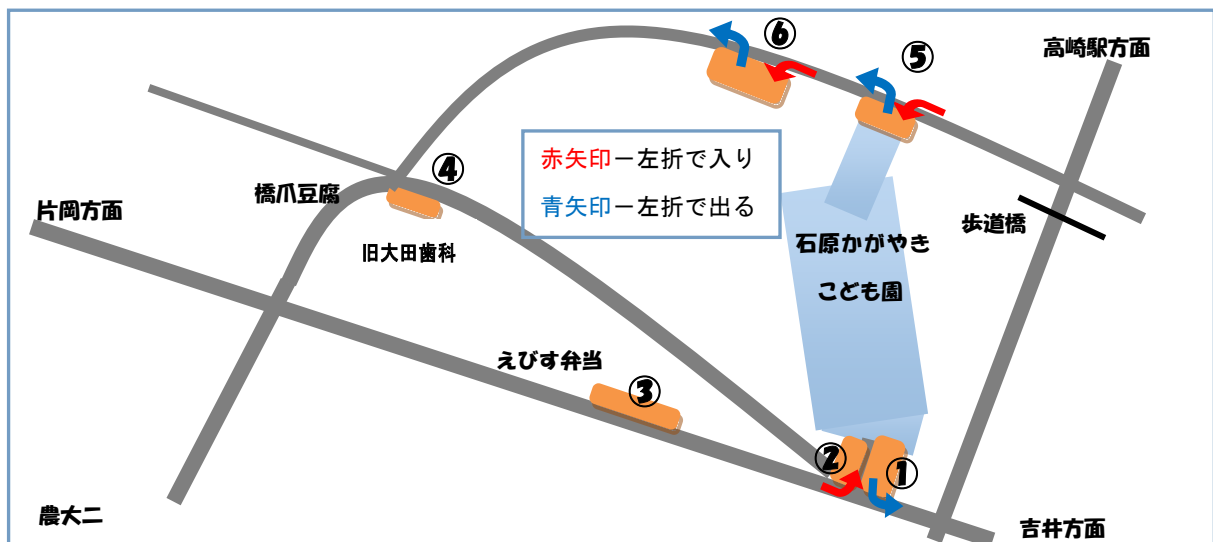 ⑥
⑤
高崎駅方面
赤矢印－左折で入り
青矢印－左折で出る
④
橋爪豆腐
片岡方面
旧大田歯科
歩道橋
石原かがやき
こども園
えびす弁当
③
②
①
農大二
吉井方面